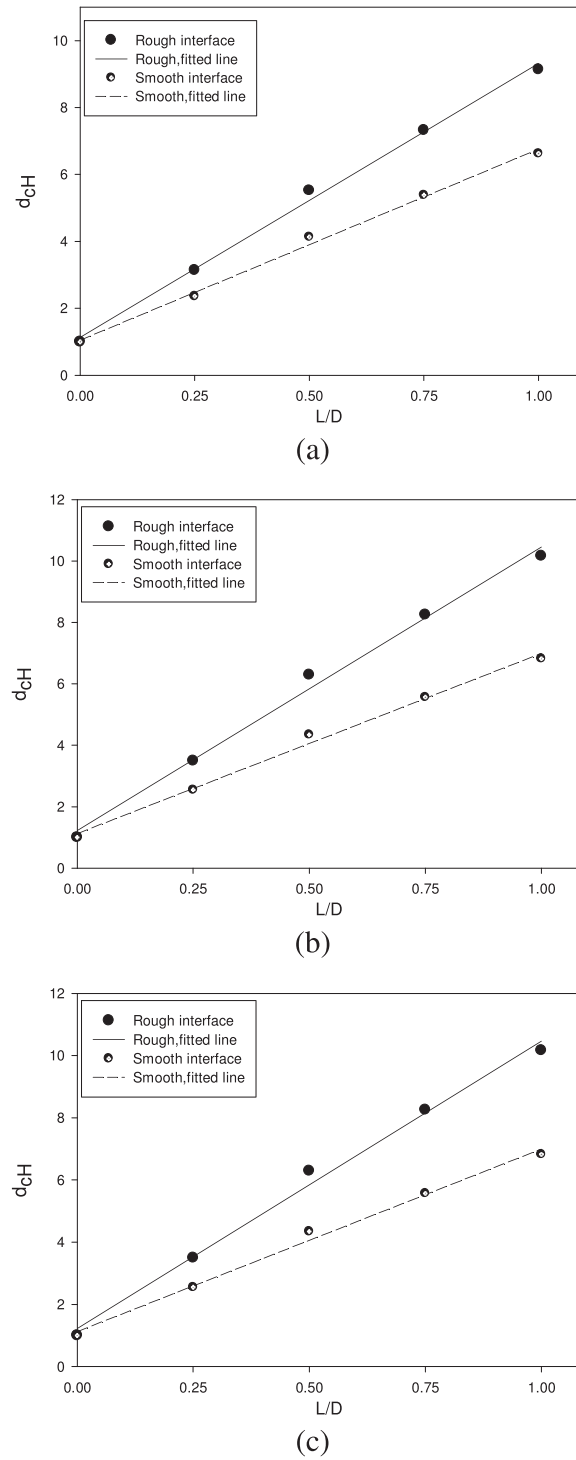 10
8
6
4
2
0
dcH
Rough interface
Rough,fitted line
Smooth interface
Smooth,fitted line
0.00 0.25 0.50 0.75 1.00
L/D
(a)
12
10
8
6
4
2
0
dcH
Rough interface
Rough,fitted line
Smooth interface
Smooth,fitted line
0.00 0.25 0.50 0.75 1.00
L/D
(b)
12
10
8
6
4
2
0
dcH
Rough interface
Rough,fitted line
Smooth interface
Smooth,fitted line
0.00 0.25 0.50 0.75 1.00
L/D
(c)